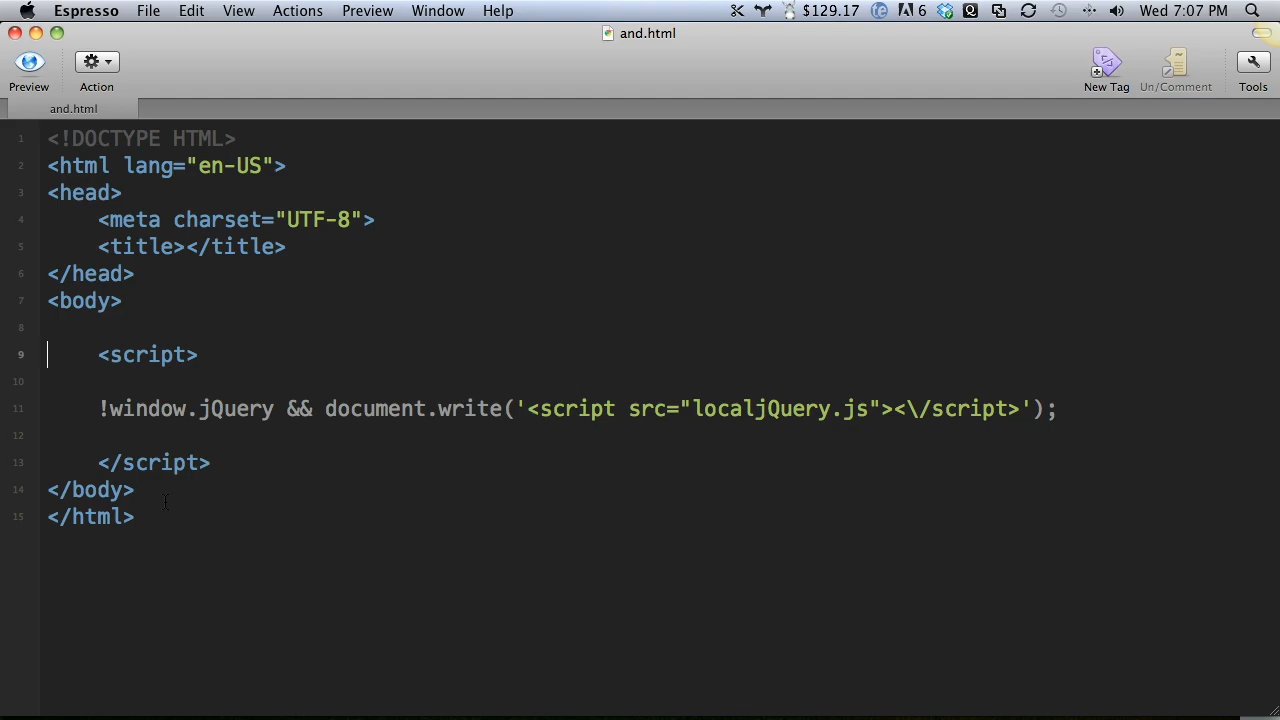 Espresso File Edit View Actions Preview Window Help $129.17 6 Wed 7:07 PM
and.html
Preview Action New Tag Un/Comment Tools
and.html
1 <!DOCTYPE HTML>
2 <html lang="en-US">
3 <head>
4 <meta charset="UTF-8">
5 <title></title>
6 </head>
7 <body>
8
9 <script>
10
11 !window.jQuery && document.write('<script src="localjQuery.js"><\/script>');
12
13 </script>
14 </body>
15 </html>